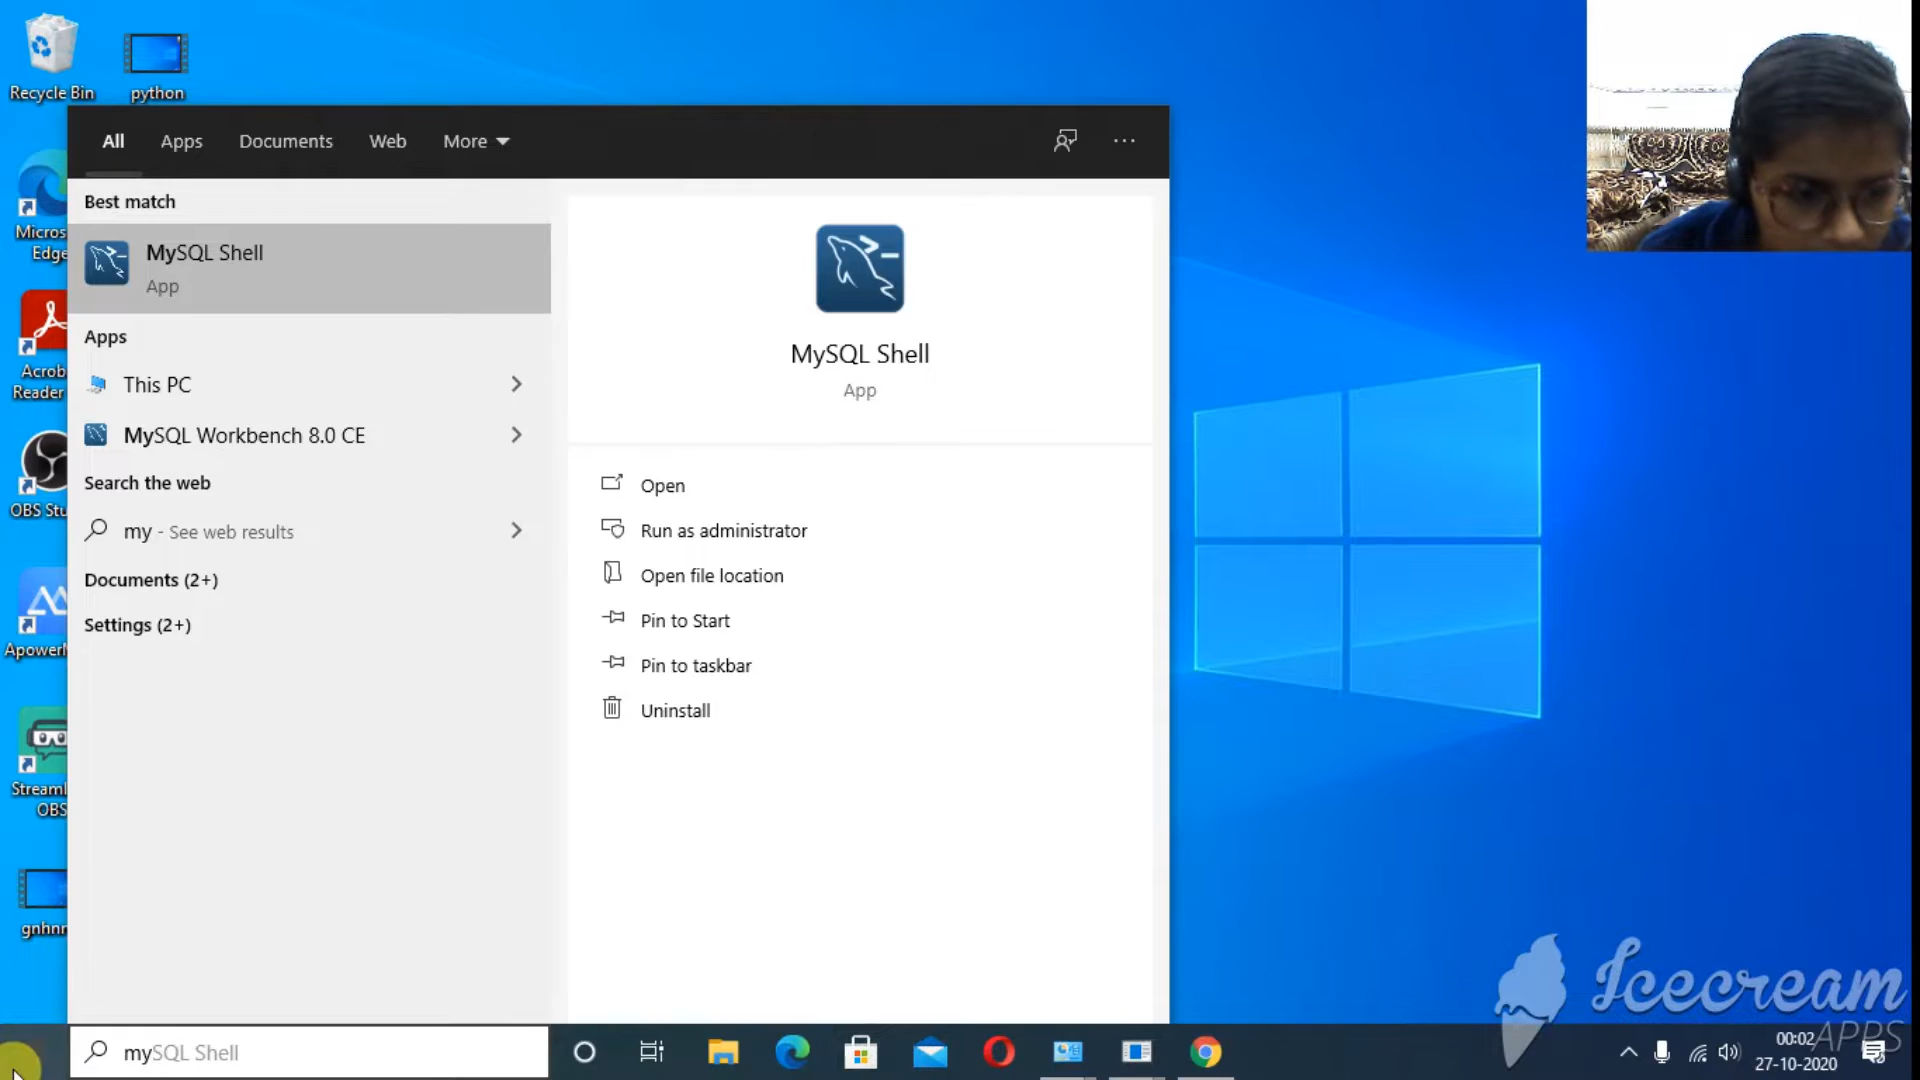 Recycle Bin
python
All
Apps
Documents
Web
More
Best match
MySQL Shell
App
Apps
This PC
MySQL Workbench 8.0 CE
Search the web
my - See web results
Documents (2+)
Settings (2+)
MySQL Shell
App
Open
Run as administrator
Open file location
Pin to Start
Pin to taskbar
Uninstall
Micros
Edge
Acrob
Reader
OBS Stu
ApowerM
Streaml
OBS
gnhnn
mySQL Shell
Icecream
APPS
00:02
27-10-2020